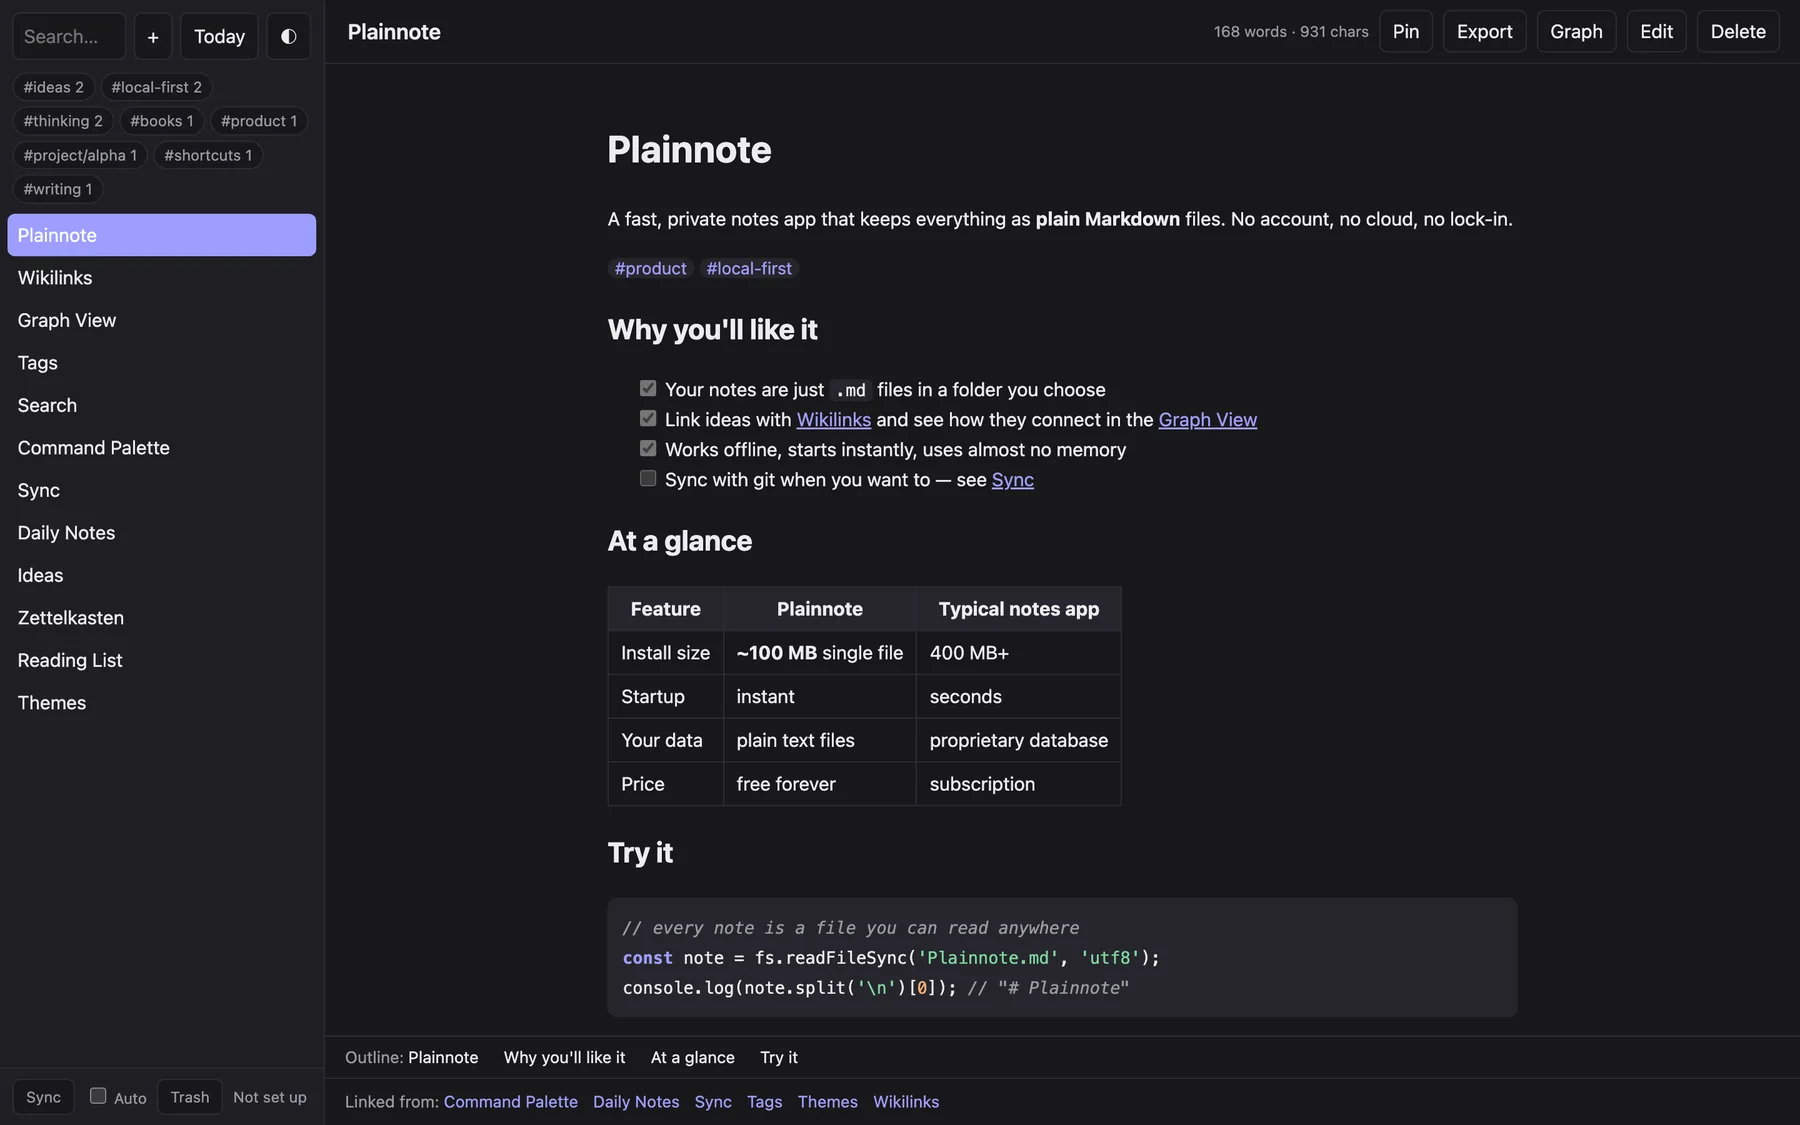 Search...
+
Today
#ideas 2
#local-first 2
#thinking 2
#books 1
#product 1
#project/alpha 1
#shortcuts 1
#writing 1
Plainnote
Wikilinks
Graph View
Tags
Search
Command Palette
Sync
Daily Notes
Ideas
Zettelkasten
Reading List
Themes
Sync
Auto
Trash
Not set up
Plainnote
168 words · 931 chars
Pin
Export
Graph
Edit
Delete
Plainnote
A fast, private notes app that keeps everything as plain Markdown files. No account, no cloud, no lock-in.
#product #local-first
Why you'll like it
Your notes are just .md files in a folder you choose
Link ideas with Wikilinks and see how they connect in the Graph View
Works offline, starts instantly, uses almost no memory
Sync with git when you want to — see Sync
At a glance
Feature Plainnote Typical notes app
Install size ~100 MB single file 400 MB+
Startup instant seconds
Your data plain text files proprietary database
Price free forever subscription
Try it
// every note is a file you can read anywhere
const note = fs.readFileSync('Plainnote.md', 'utf8');
console.log(note.split('\n')[0]); // "# Plainnote"
Outline: Plainnote Why you'll like it At a glance Try it
Linked from: Command Palette Daily Notes Sync Tags Themes Wikilinks